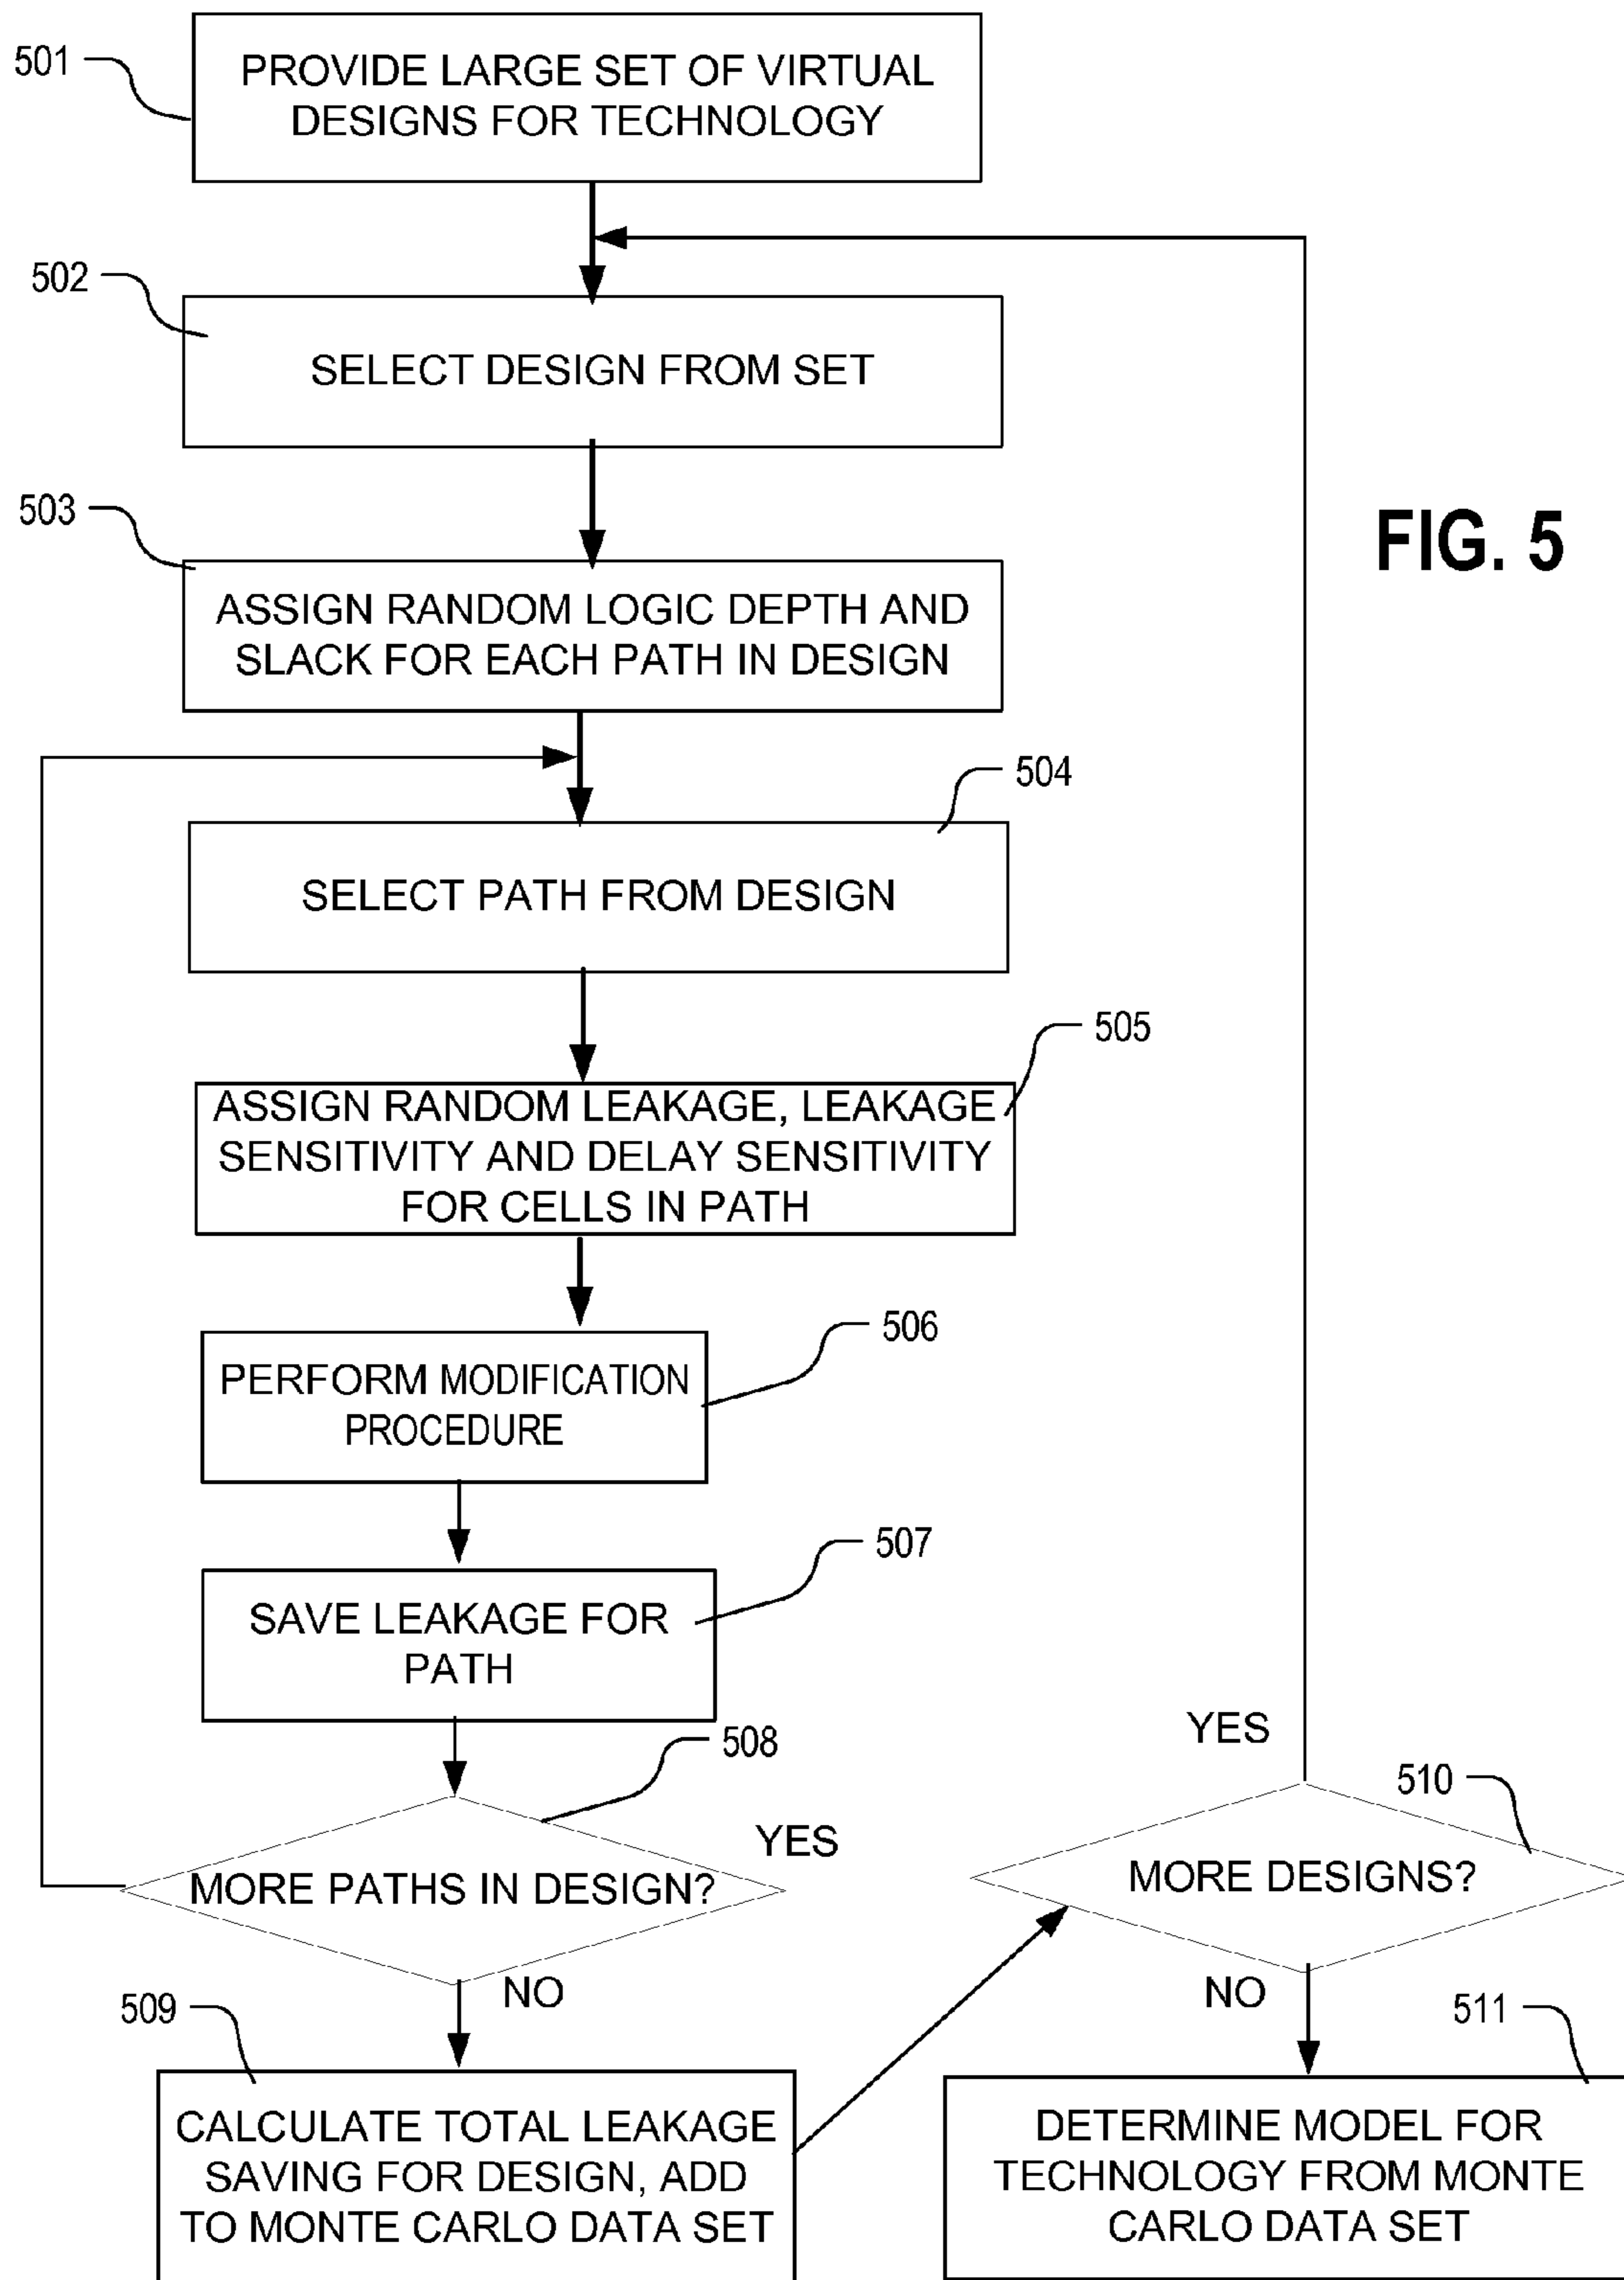 501
PROVIDE LARGE SET OF VIRTUAL
DESIGNS FOR TECHNOLOGY
502
SELECT DESIGN FROM SET
503
ASSIGN RANDOM LOGIC DEPTH AND
SLACK FOR EACH PATH IN DESIGN
FIG. 5
504
SELECT PATH FROM DESIGN
505
ASSIGN RANDOM LEAKAGE, LEAKAGE
SENSITIVITY AND DELAY SENSITIVITY
FOR CELLS IN PATH
506
PERFORM MODIFICATION
PROCEDURE
507
SAVE LEAKAGE FOR
PATH
508
YES
MORE PATHS IN DESIGN?
NO
509
CALCULATE TOTAL LEAKAGE
SAVING FOR DESIGN, ADD
TO MONTE CARLO DATA SET
YES
510
MORE DESIGNS?
NO
511
DETERMINE MODEL FOR
TECHNOLOGY FROM MONTE
CARLO DATA SET